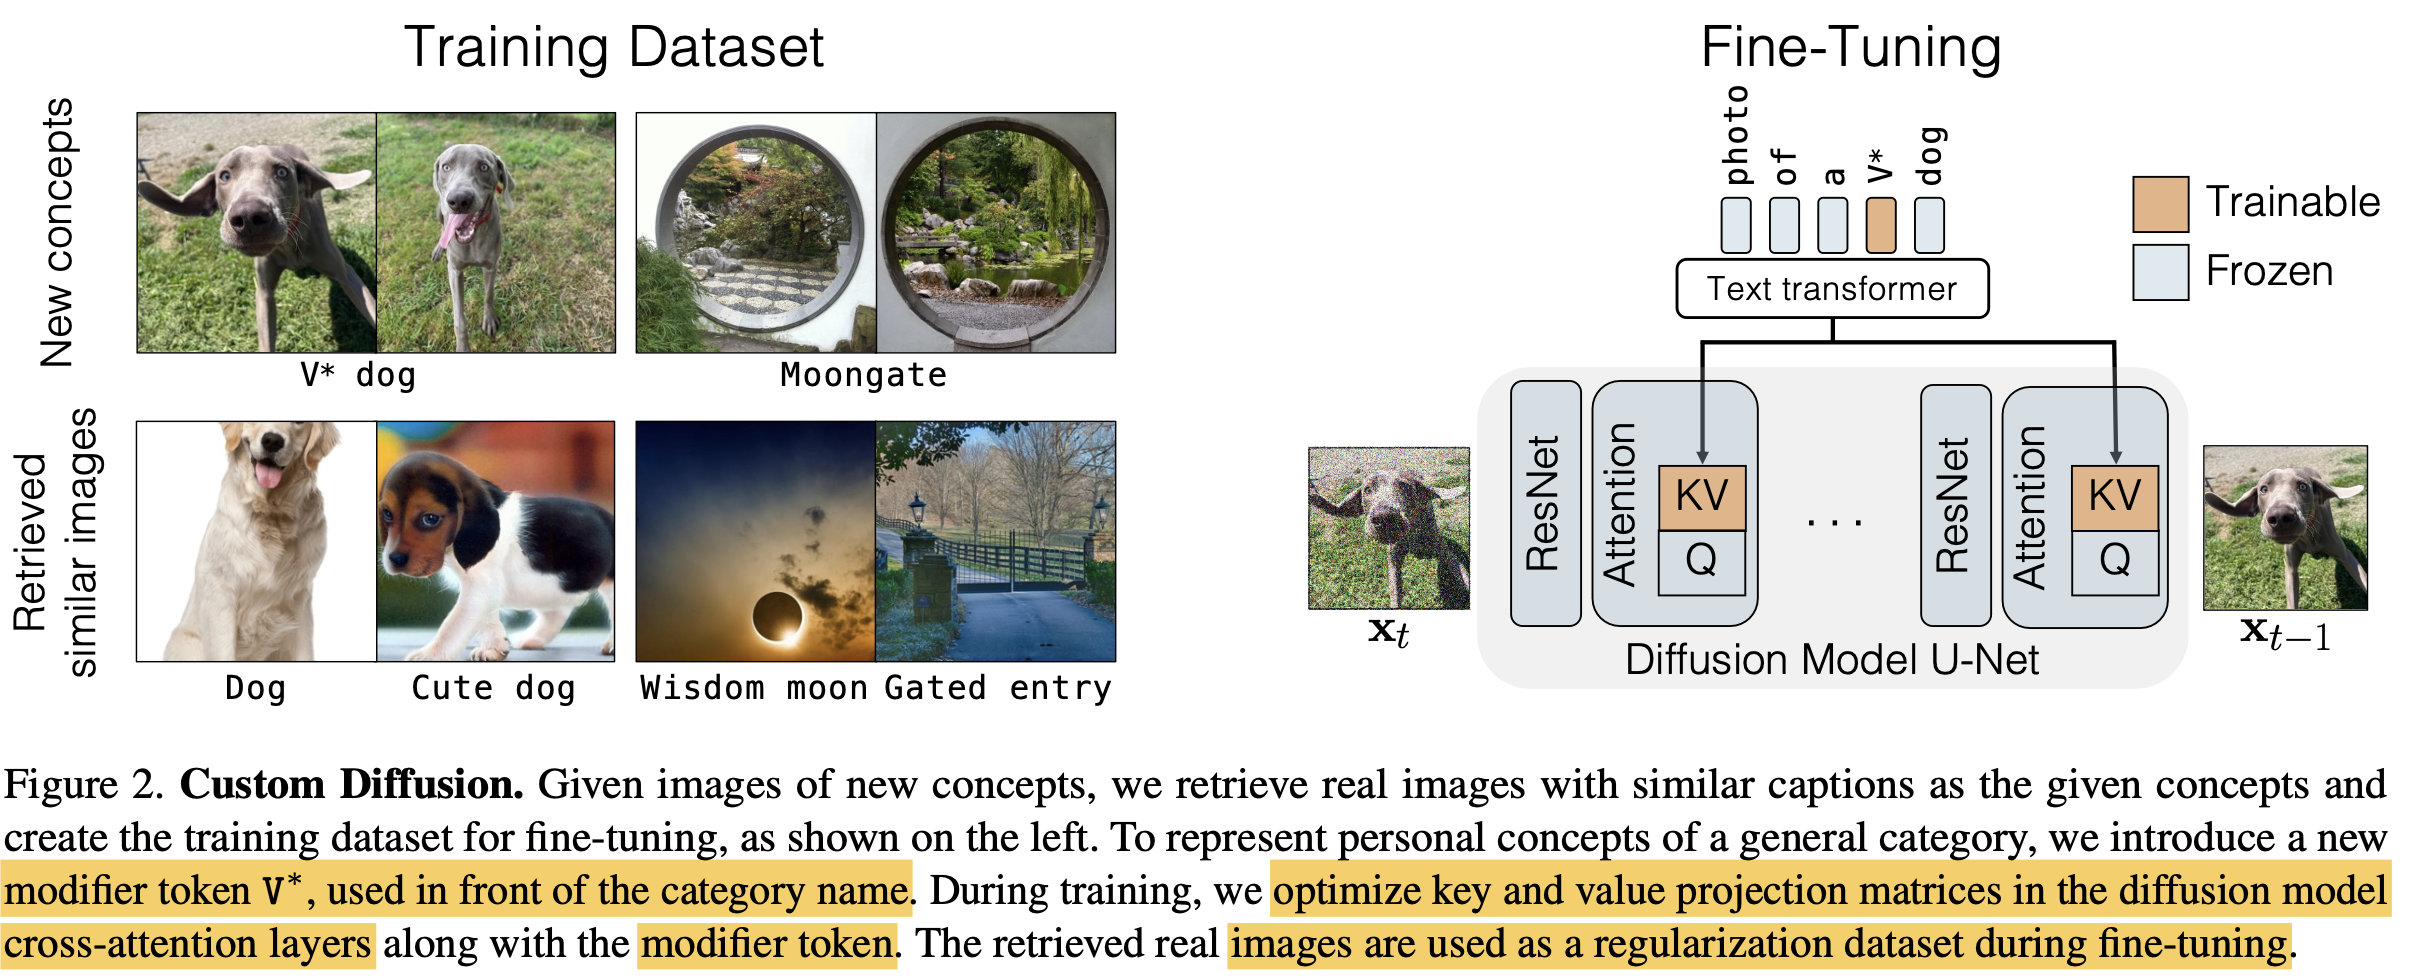 Training Dataset
New concepts
V* dog
Moongate
Retrieved
similar images
Dog
Cute dog
Wisdom moon
Gated entry
Fine-Tuning
photo
of
a
V*
dog
Trainable
Frozen
Text transformer
ResNet
Attention
KV
Q
...
ResNet
Attention
KV
Q
x_t
Diffusion Model U-Net
x_{t-1}
Figure 2. Custom Diffusion. Given images of new concepts, we retrieve real images with similar captions as the given concepts and
create the training dataset for fine-tuning, as shown on the left. To represent personal concepts of a general category, we introduce a new
modifier token V*, used in front of the category name. During training, we optimize key and value projection matrices in the diffusion model
cross-attention layers along with the modifier token. The retrieved real images are used as a regularization dataset during fine-tuning.